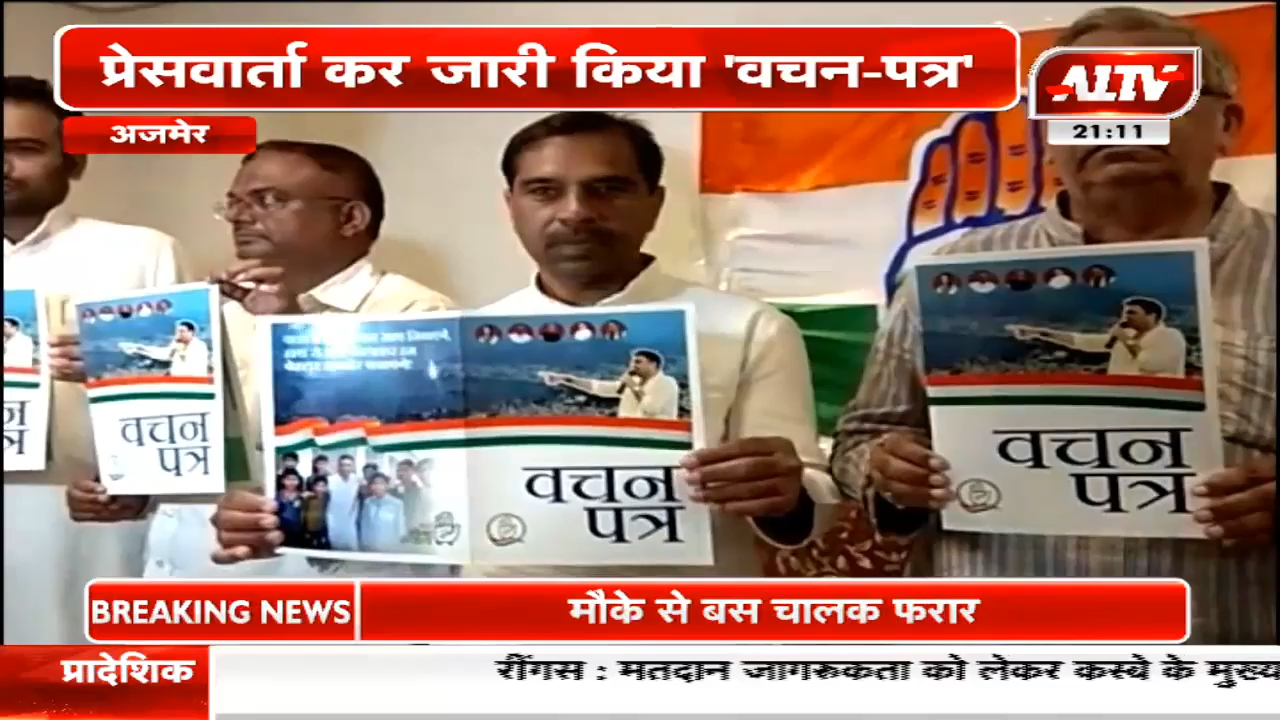 प्रेसवार्ता कर जारी किया 'वचन-पत्र'
ALTV
21:11
अजमेर
वचन
पत्र
वचन
पत्र
वचन
पत्र
BREAKING NEWS
मौके से बस चालक फरार
प्रादेशिक
रींगस : मतदान जागरुकता को लेकर कस्बे के मुख्य